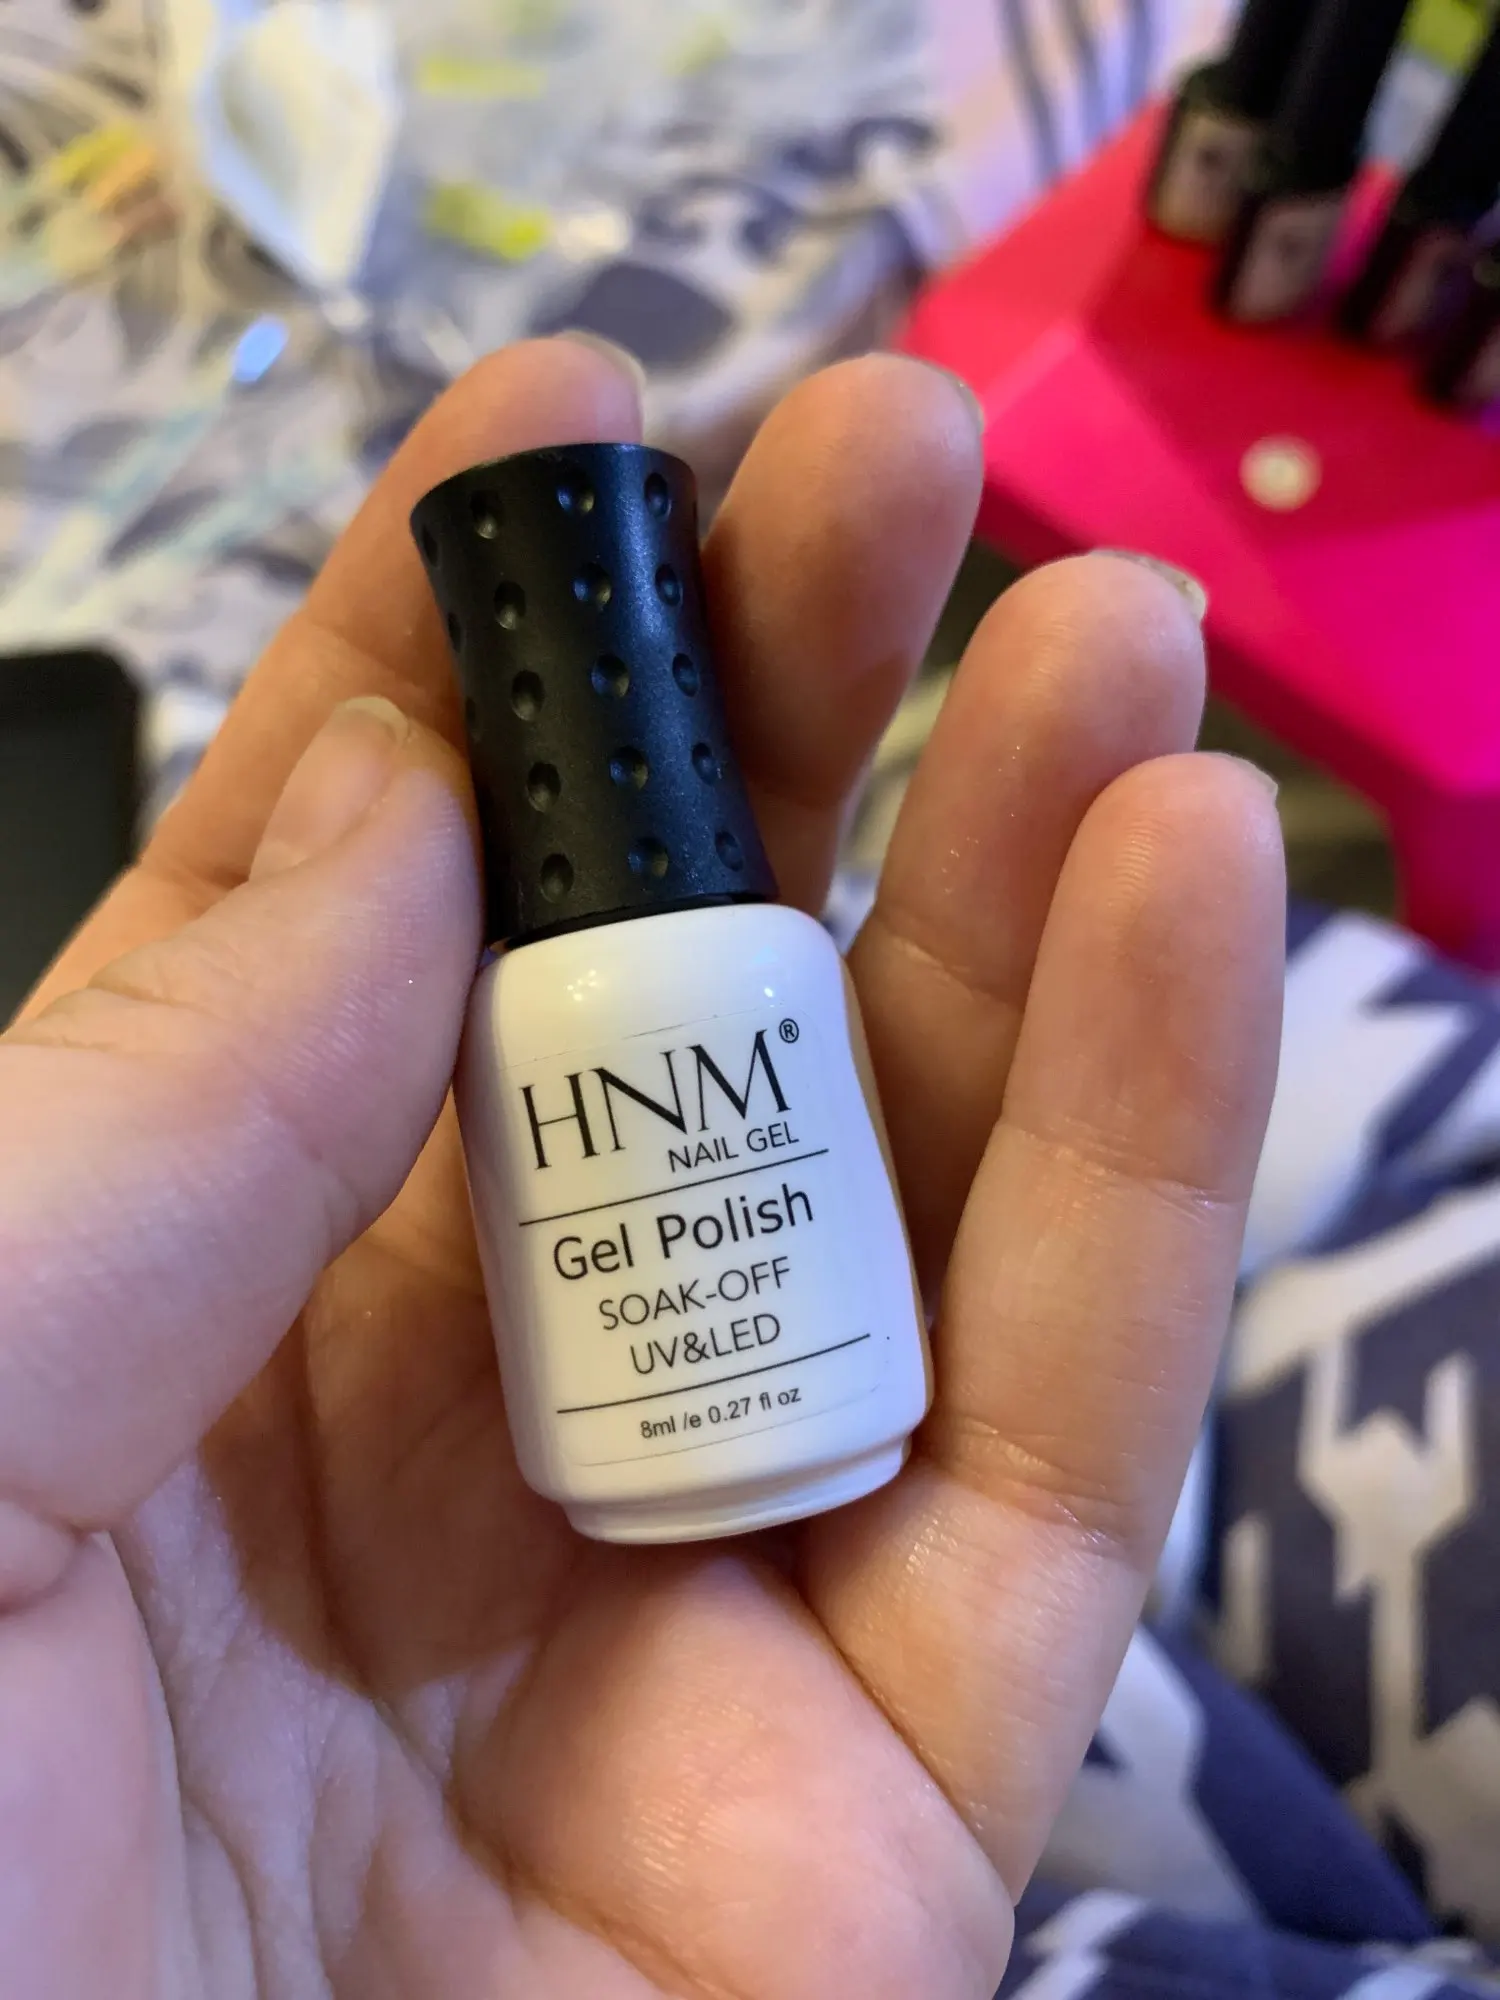 HNM®
NAIL GEL
Gel Polish
SOAK-OFF
UV&LED
8ml /e 0.27 fl oz